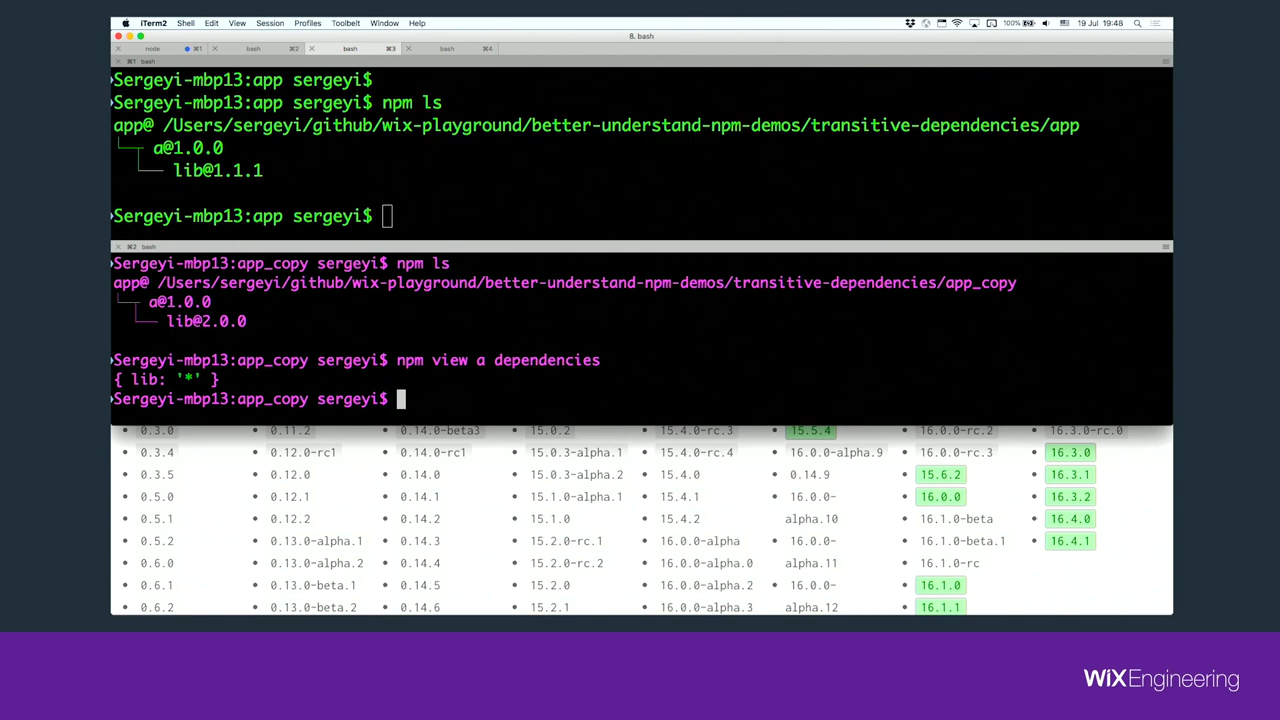 iTerm2 Shell Edit View Session Profiles Toolbelt Window Help 100% 19 Jul 19:48
8. bash
node ⌘1 bash ⌘2 bash ⌘3 bash ⌘4
⌘1 bash
Sergeyi-mbp13:app sergeyi$
Sergeyi-mbp13:app sergeyi$ npm ls
app@ /Users/sergeyi/github/wix-playground/better-understand-npm-demos/transitive-dependencies/app
└── a@1.0.0
└── lib@1.1.1
Sergeyi-mbp13:app sergeyi$
⌘2 bash
Sergeyi-mbp13:app_copy sergeyi$ npm ls
app@ /Users/sergeyi/github/wix-playground/better-understand-npm-demos/transitive-dependencies/app_copy
└── a@1.0.0
└── lib@2.0.0
Sergeyi-mbp13:app_copy sergeyi$ npm view a dependencies
{ lib: '*' }
Sergeyi-mbp13:app_copy sergeyi$
• 0.3.0 • 0.11.2 • 0.14.0-beta3 • 15.0.2 • 15.4.0-rc.3 15.5.4 • 16.0.0-rc.2 • 16.3.0-rc.0
• 0.3.4 • 0.12.0-rc1 • 0.14.0-rc1 • 15.0.3-alpha.1 • 15.4.0-rc.4 • 16.0.0-alpha.9 • 16.0.0-rc.3 • 16.3.0
• 0.3.5 • 0.12.0 • 0.14.0 • 15.0.3-alpha.2 • 15.4.0 • 0.14.9 • 15.6.2 • 16.3.1
• 0.5.0 • 0.12.1 • 0.14.1 • 15.1.0-alpha.1 • 15.4.1 • 16.0.0- • 16.0.0 • 16.3.2
• 0.5.1 • 0.12.2 • 0.14.2 • 15.1.0 • 15.4.2 alpha.10 • 16.1.0-beta • 16.4.0
• 0.5.2 • 0.13.0-alpha.1 • 0.14.3 • 15.2.0-rc.1 • 16.0.0-alpha • 16.0.0- • 16.1.0-beta.1 • 16.4.1
• 0.6.0 • 0.13.0-alpha.2 • 0.14.4 • 15.2.0-rc.2 • 16.0.0-alpha.0 alpha.11 • 16.1.0-rc
• 0.6.1 • 0.13.0-beta.1 • 0.14.5 • 15.2.0 • 16.0.0-alpha.2 • 16.0.0- • 16.1.0
• 0.6.2 • 0.13.0-beta.2 • 0.14.6 • 15.2.1 • 16.0.0-alpha.3 alpha.12 • 16.1.1
WiXEngineering